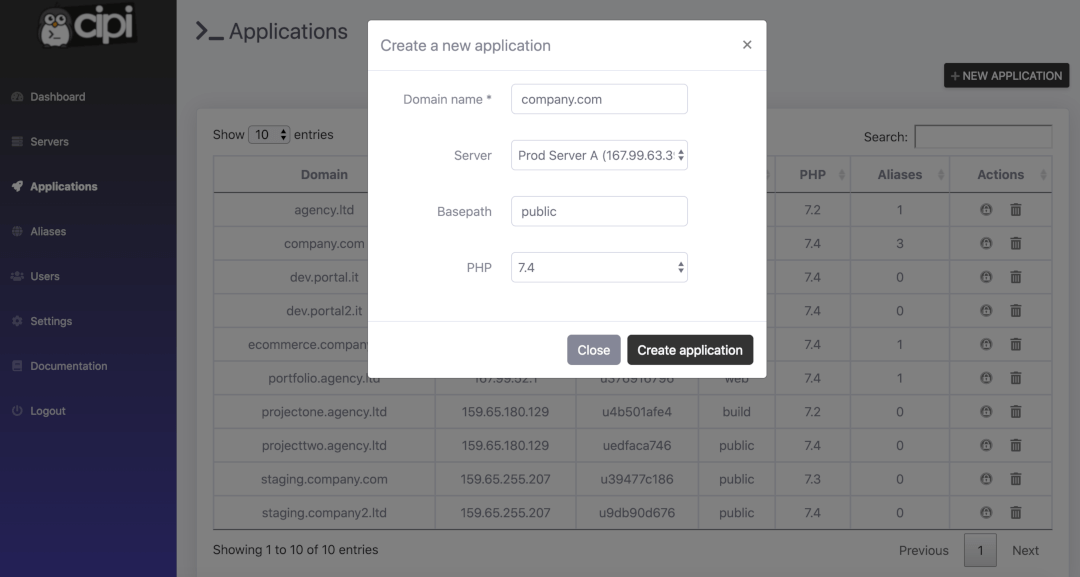 cipi
Applications
Create a new application
×
+ NEW APPLICATION
Dashboard
Servers
Applications
Aliases
Users
Settings
Documentation
Logout
Domain name *
company.com
Server
Prod Server A (167.99.63.3
Basepath
public
PHP
7.4
Close
Create application
Show 10 entries
Search:
Domain PHP Aliases Actions
agency.ltd 7.2 1
company.com 7.4 3
dev.portal.it 7.4 0
dev.portal2.it 7.4 0
ecommerce.compan 7.4 1
portfolio.agency.ltd 167.99.52.1 u376916796 web 7.4 1
projectone.agency.ltd 159.65.180.129 u4b501afe4 build 7.2 0
projecttwo.agency.ltd 159.65.180.129 uedfaca746 public 7.4 0
staging.company.com 159.65.255.207 u39477c186 public 7.3 0
staging.company2.ltd 159.65.255.207 u9db90d676 public 7.4 0
Showing 1 to 10 of 10 entries
Previous 1 Next